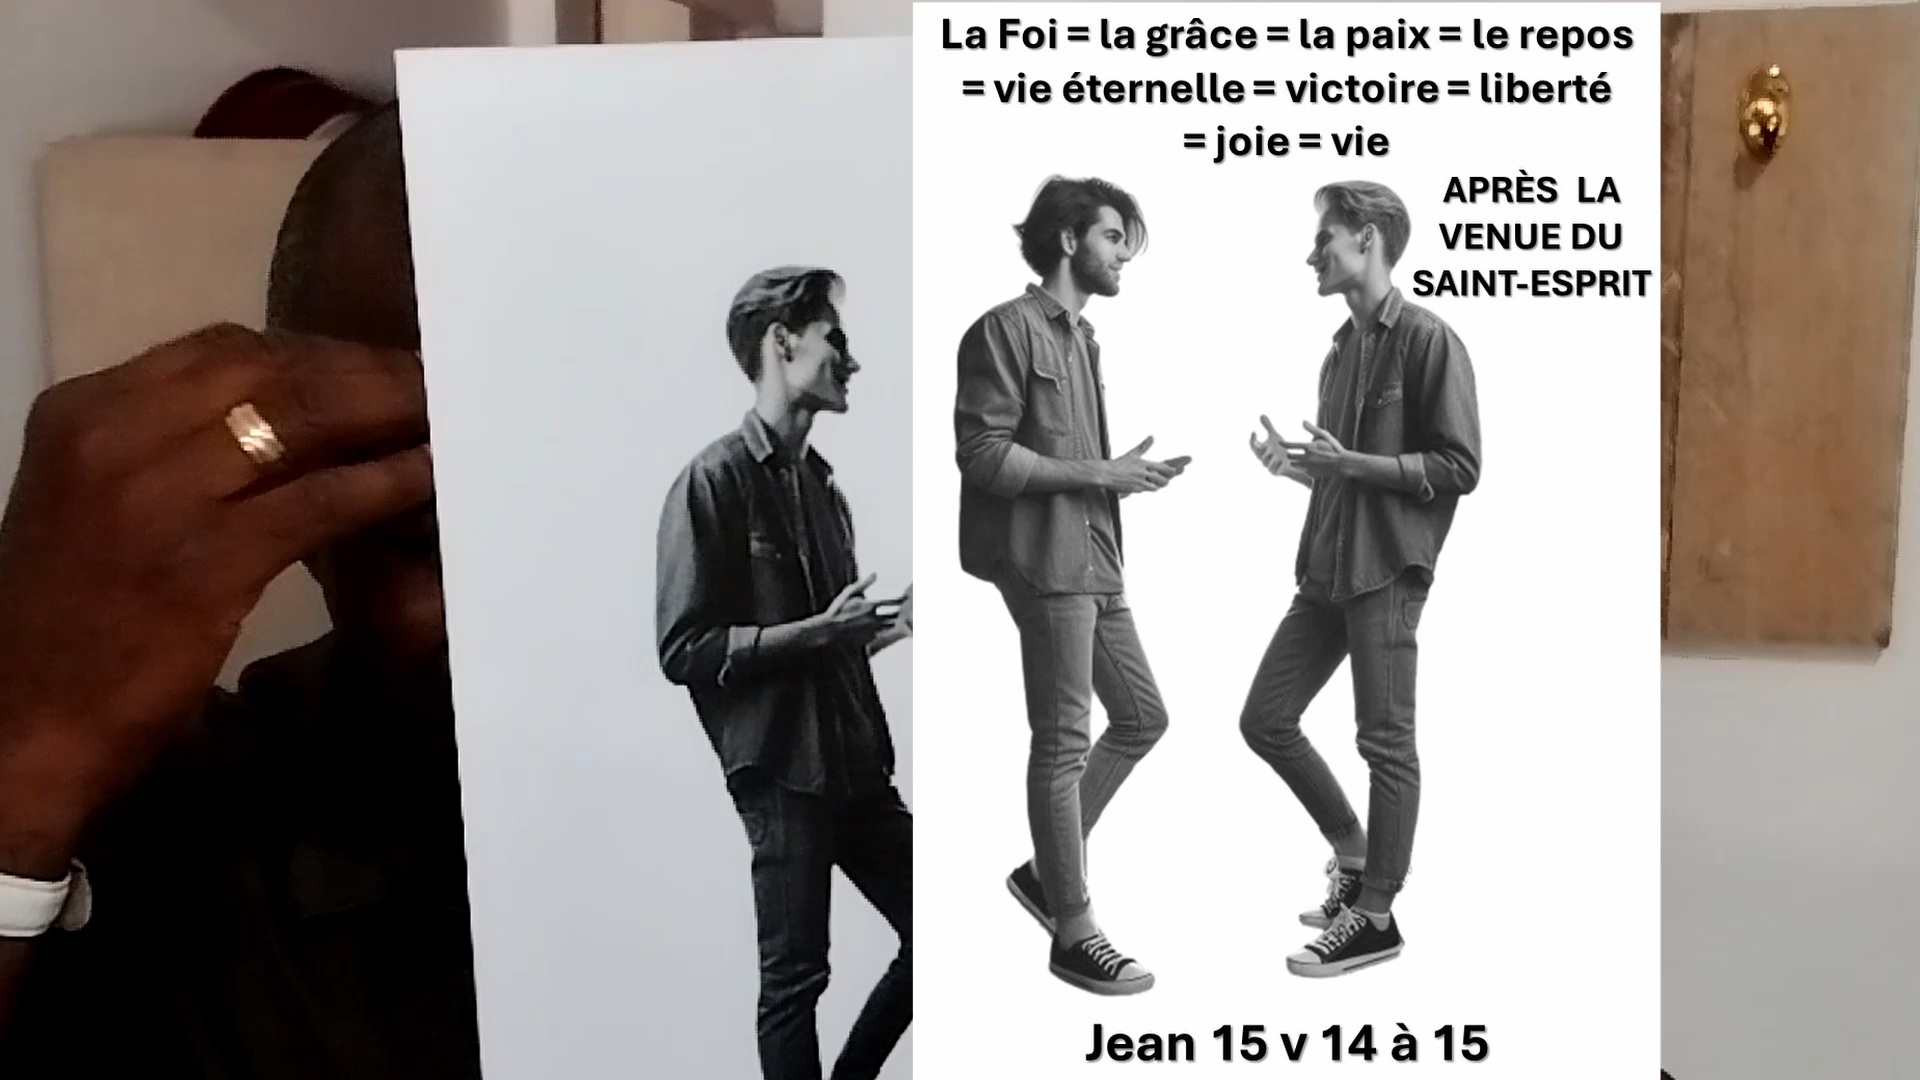 La Foi = la grâce = la paix = le repos
= vie éternelle = victoire = liberté
= joie = vie
APRÈS LA
VENUE DU
SAINT-ESPRIT
Jean 15 v 14 à 15